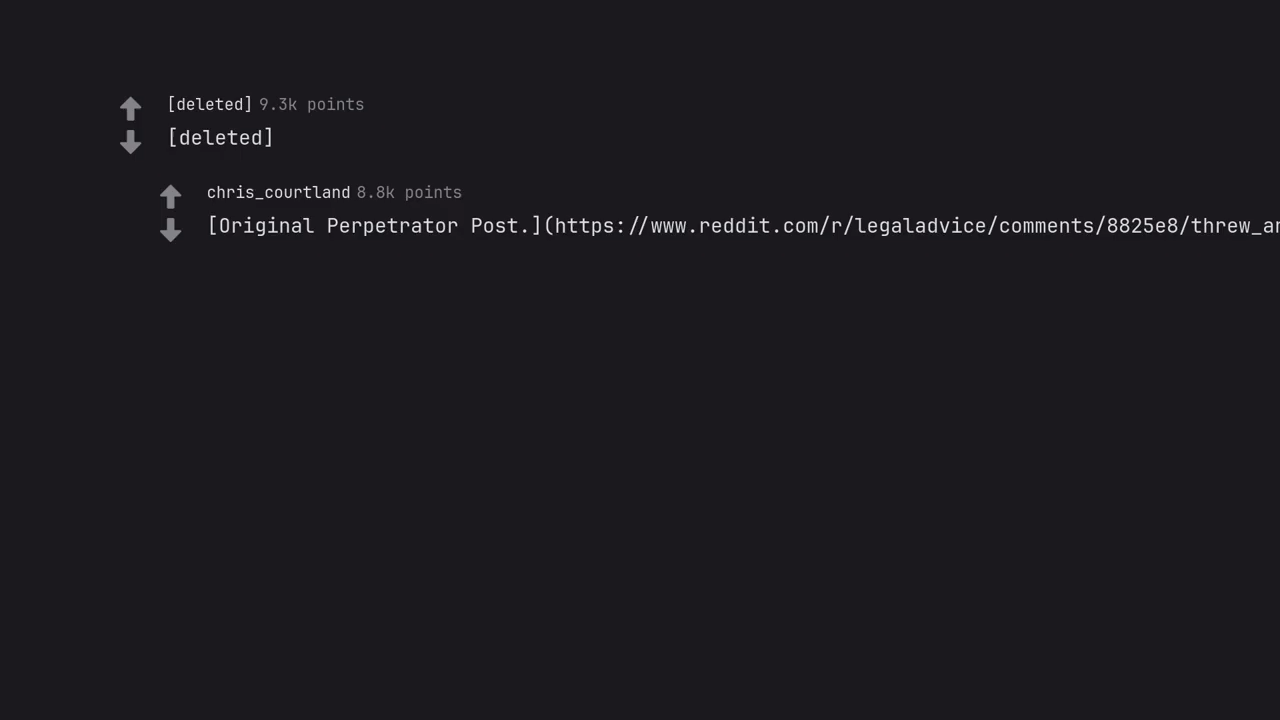 [deleted] 9.3k points
[deleted]
chris_courtland 8.8k points
[Original Perpetrator Post.](https://www.reddit.com/r/legaladvice/comments/8825e8/threw_a